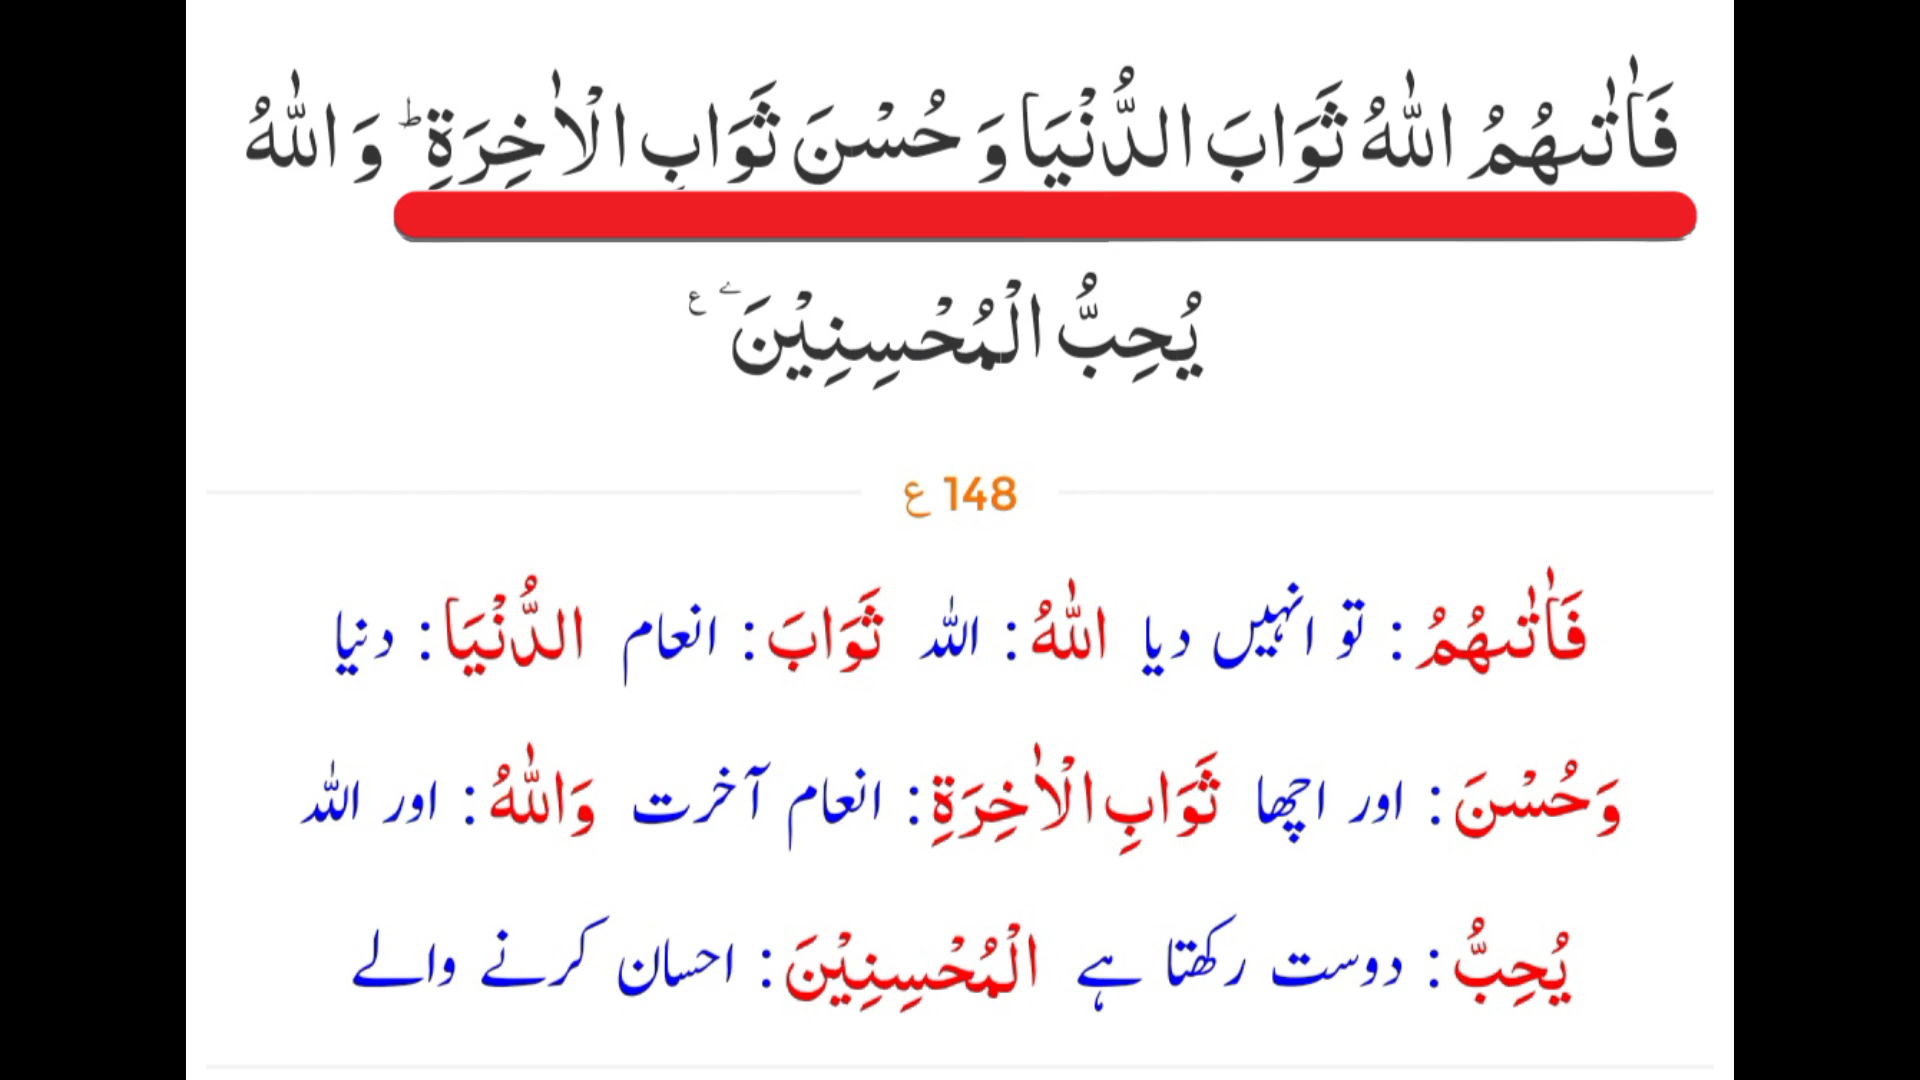 فَاٰتٰىهُمُ اللّٰهُ ثَوَابَ الدُّنْیَا وَ حُسْنَ ثَوَابِ الْاٰخِرَةِؕ وَ اللّٰهُ
یُحِبُّ الْمُحْسِنِیْنَ۠ ع
148 ع
فَاٰتٰىهُمُ : تو انہیں دیا اللّٰهُ : اللہ ثَوَابَ : انعام الدُّنْیَا : دنیا
وَحُسْنَ : اور اچھا ثَوَابِ الْاٰخِرَةِ : انعام آخرت وَاللّٰهُ : اور اللہ
یُحِبُّ : دوست رکھتا ہے الْمُحْسِنِیْنَ : احسان کرنے والے